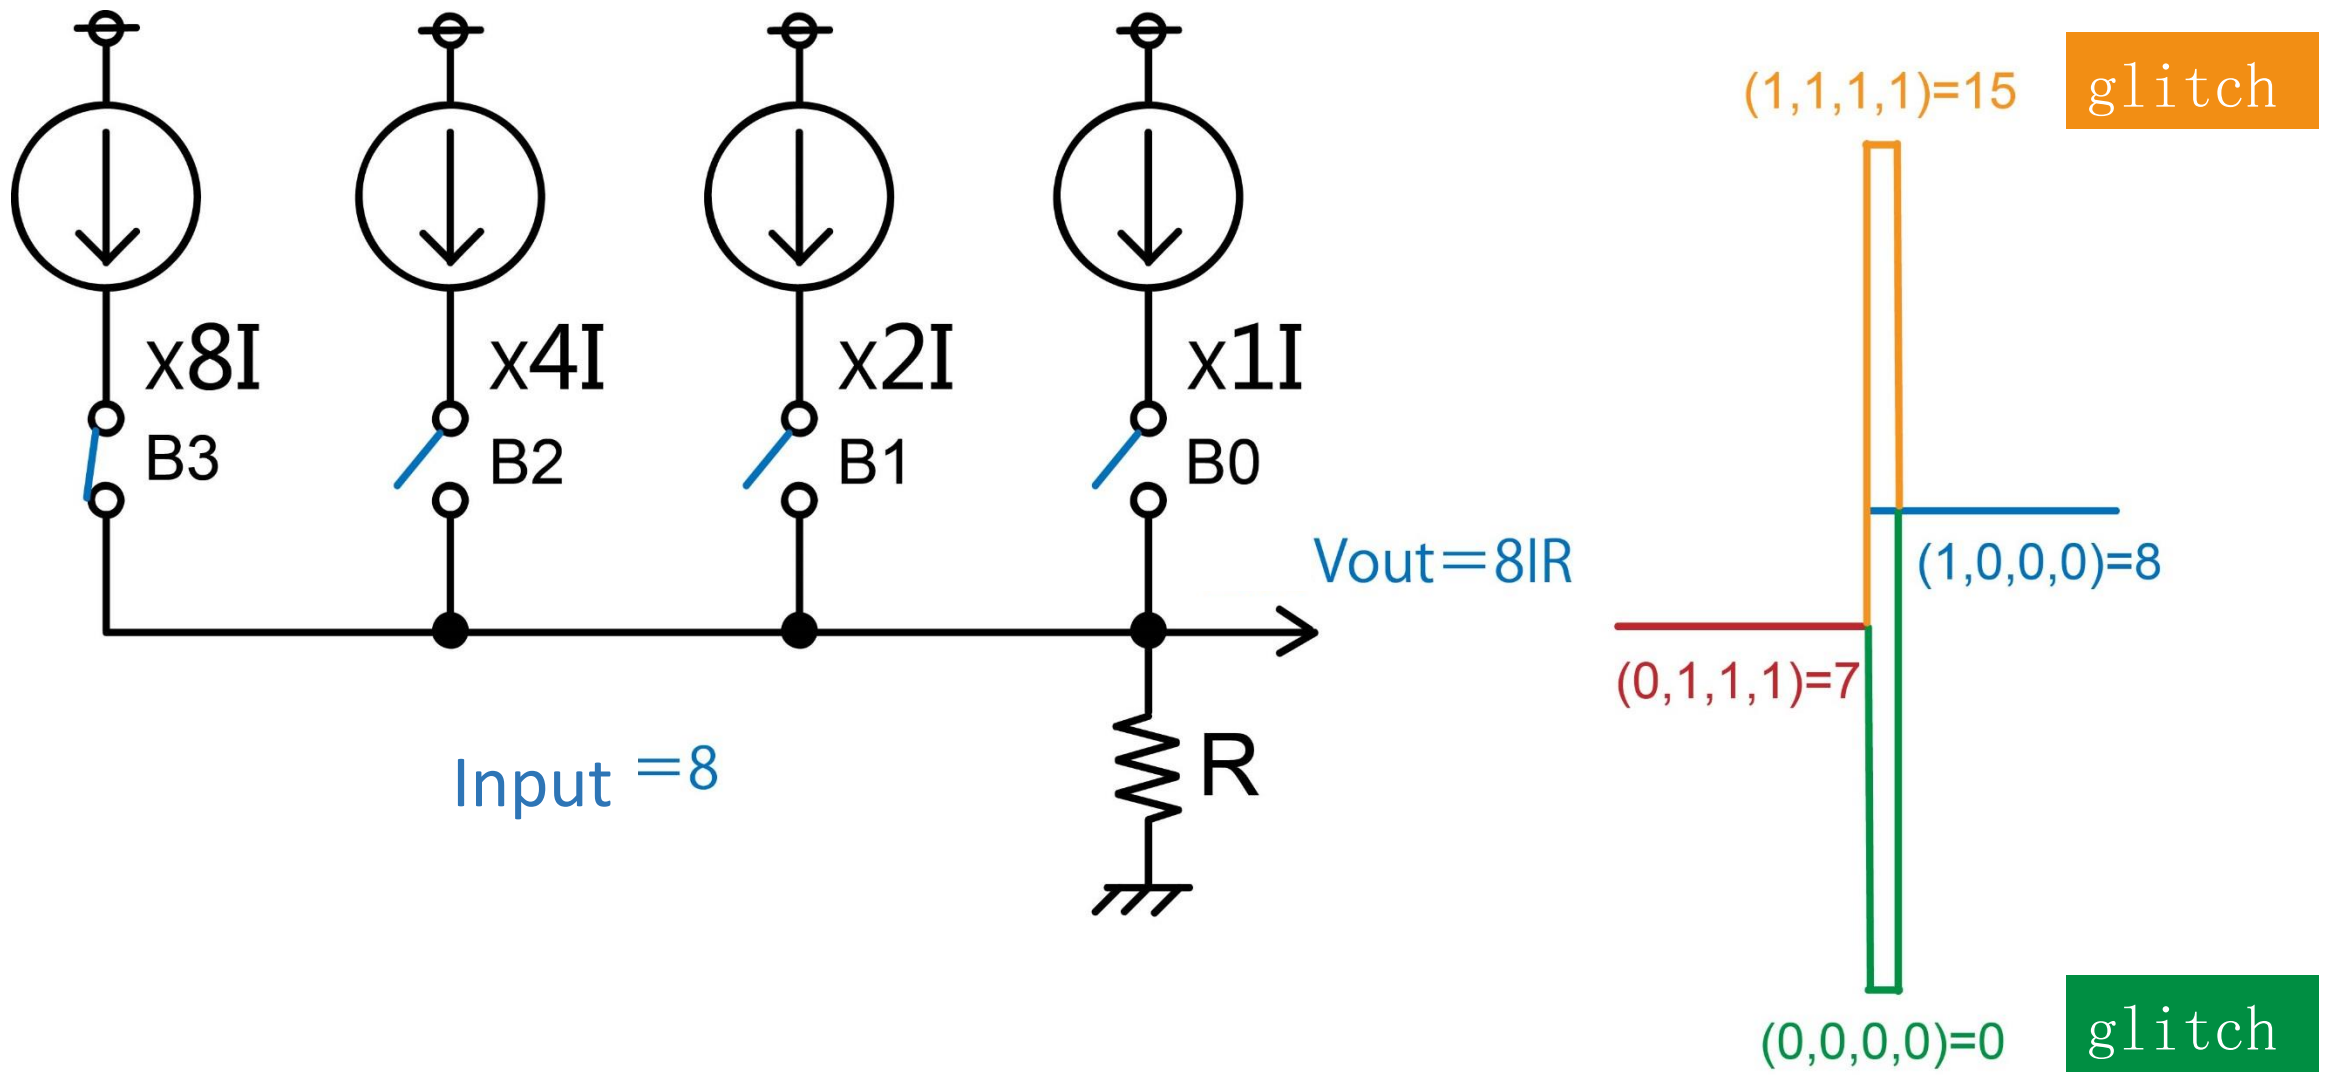 (1,1,1,1)=15
glitch
x8I
x4I
x2I
x1I
B3
B2
B1
B0
Vout=8IR
(1,0,0,0)=8
(0,1,1,1)=7
Input =8
R
(0,0,0,0)=0
glitch